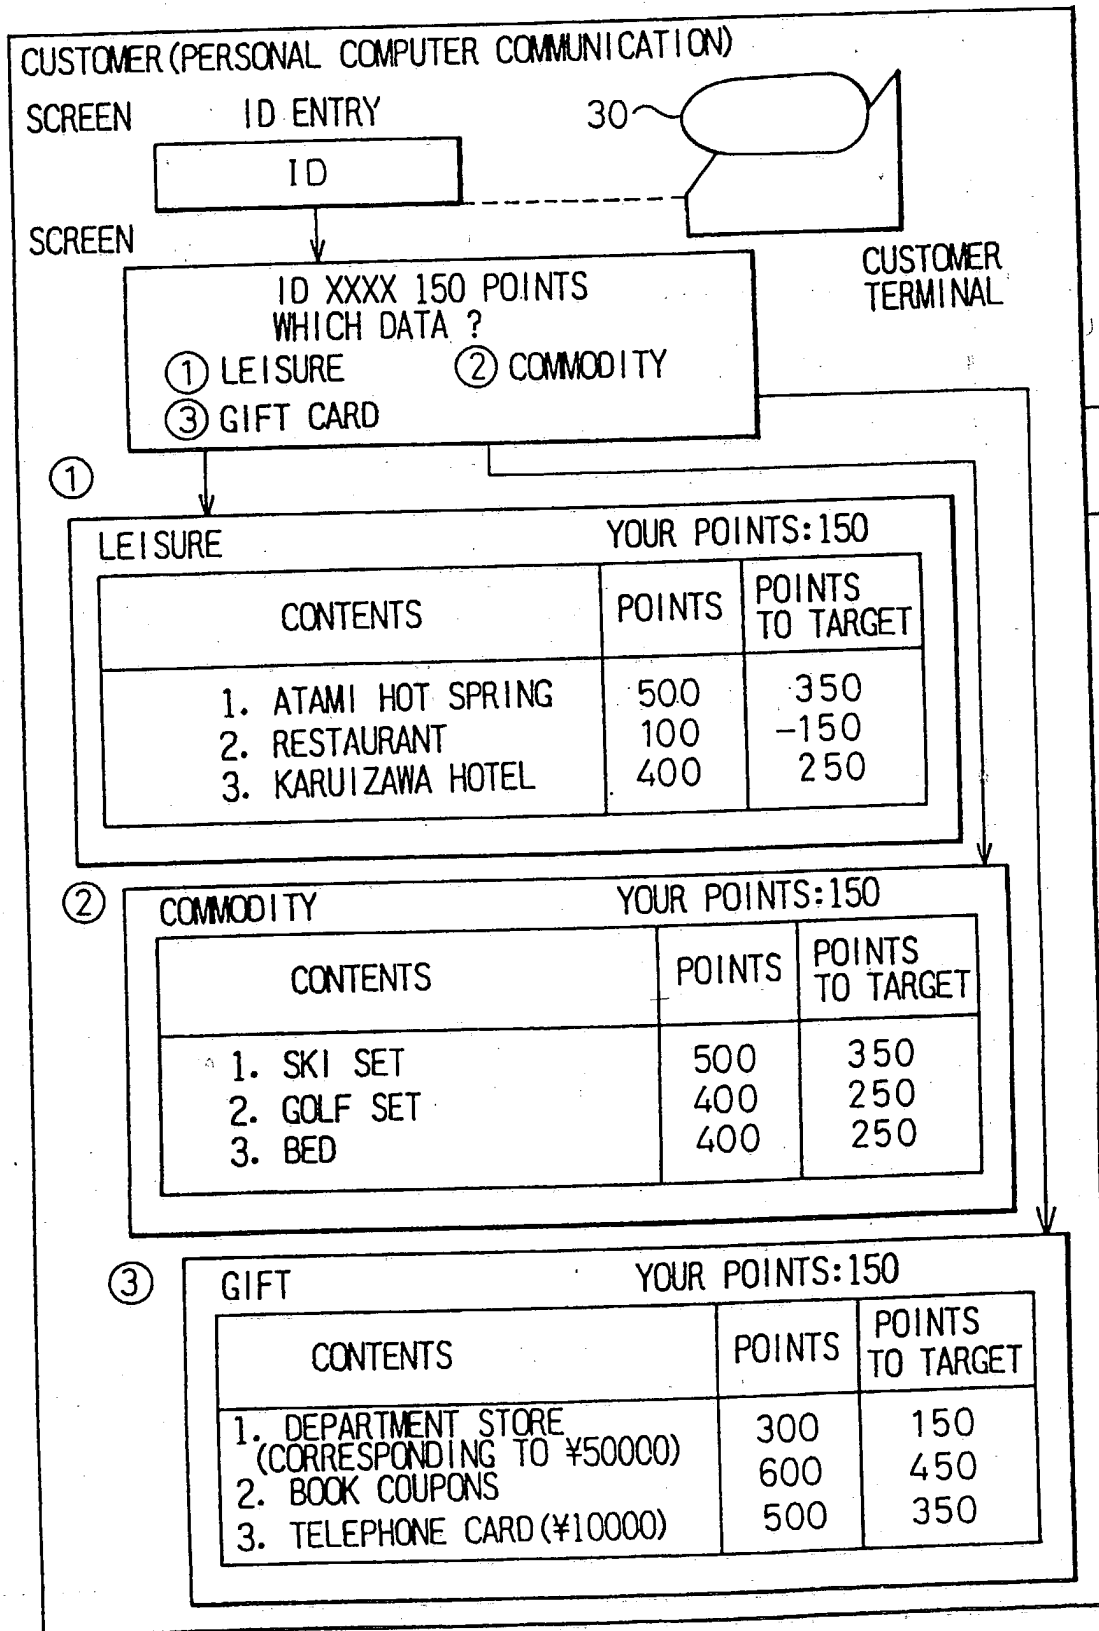 CUSTOMER (PERSONAL COMPUTER COMMUNICATION)
SCREEN ID ENTRY 30
ID
SCREEN
CUSTOMER
TERMINAL
ID XXXX 150 POINTS
WHICH DATA ?
① LEISURE ② COMMODITY
③ GIFT CARD
①
LEISURE YOUR POINTS:150
CONTENTS POINTS POINTS TO TARGET
1. ATAMI HOT SPRING 500 350
2. RESTAURANT 100 -150
3. KARUIZAWA HOTEL 400 250
②
COMMODITY YOUR POINTS:150
CONTENTS POINTS POINTS TO TARGET
1. SKI SET 500 350
2. GOLF SET 400 250
3. BED 400 250
③
GIFT YOUR POINTS:150
CONTENTS POINTS POINTS TO TARGET
1. DEPARTMENT STORE 300 150
(CORRESPONDING TO ¥50000)
2. BOOK COUPONS 600 450
3. TELEPHONE CARD (¥10000) 500 350